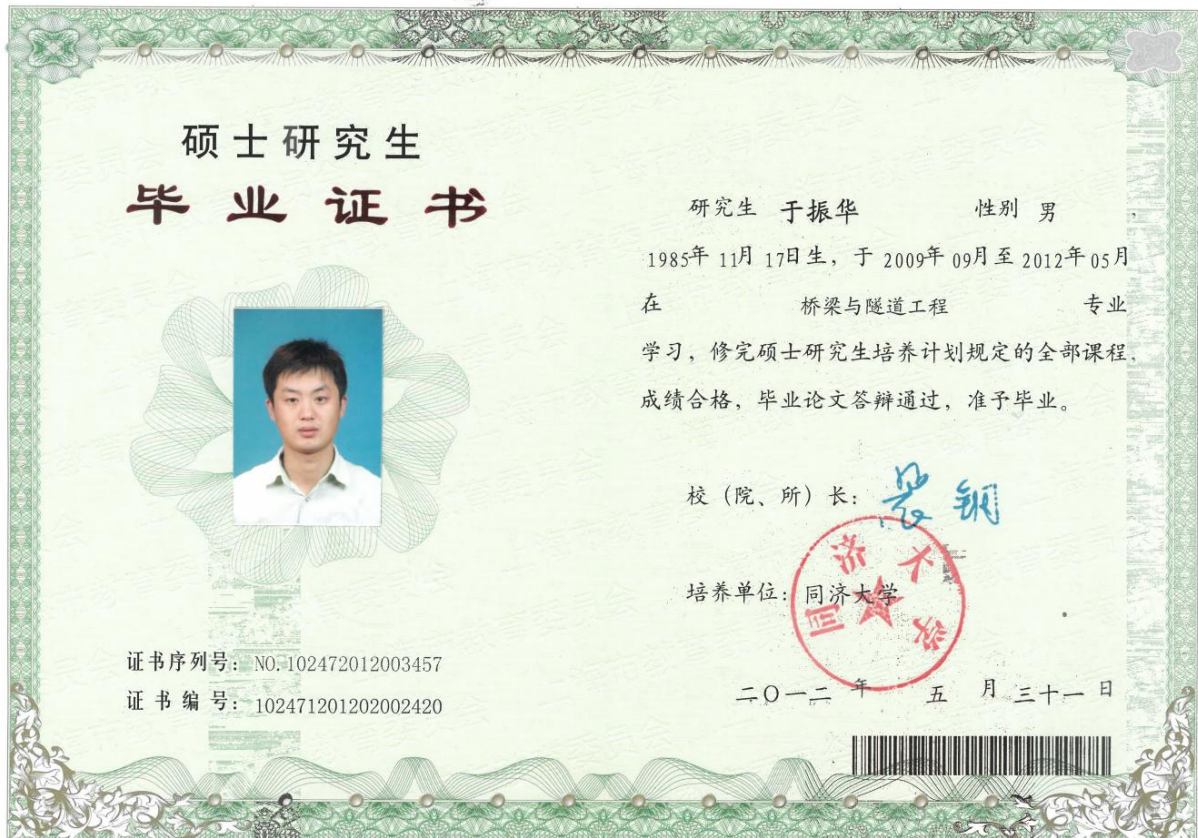 硕士研究生
毕业证书
研究生 于振华 性别 男
1985年 11月 17日生，于 2009年 09月至 2012年 05月
在 桥梁与隧道工程 专业
学习，修完硕士研究生培养计划规定的全部课程，
成绩合格，毕业论文答辩通过，准予毕业。
校（院、所）长：
培养单位：同济大学
同济大学
二〇一二 年 五 月 三十一 日
证书序列号：NO.102472012003457
证书编号：102471201202002420